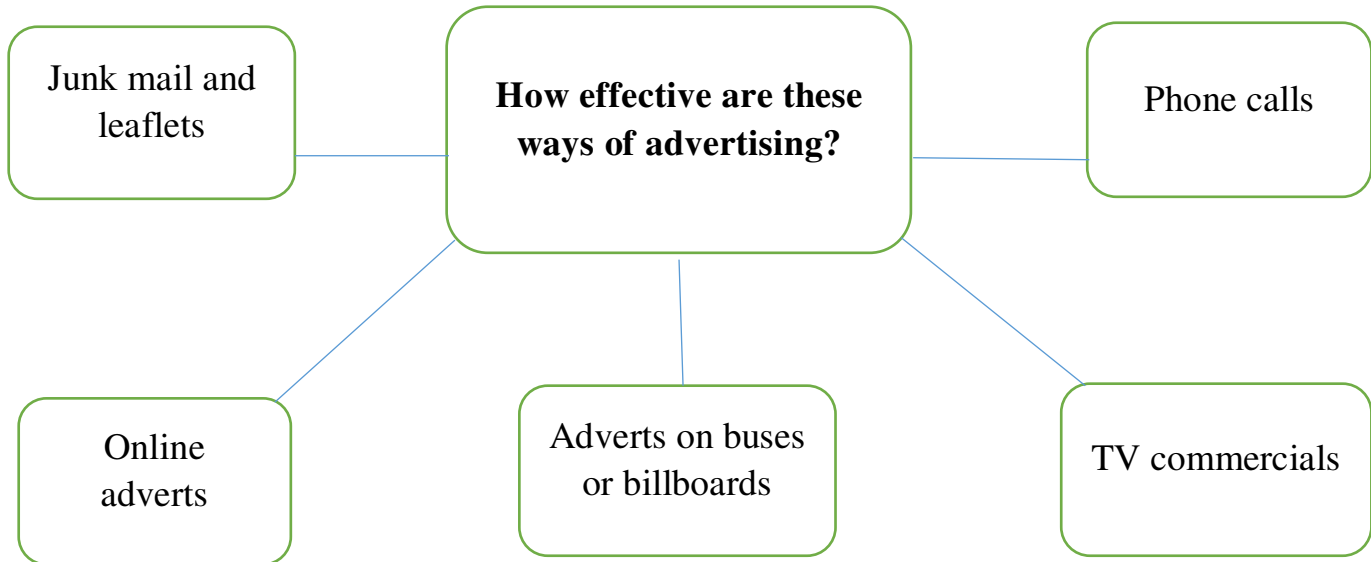 Junk mail and
leaflets
How effective are these
ways of advertising?
Phone calls
Online
adverts
Adverts on buses
or billboards
TV commercials